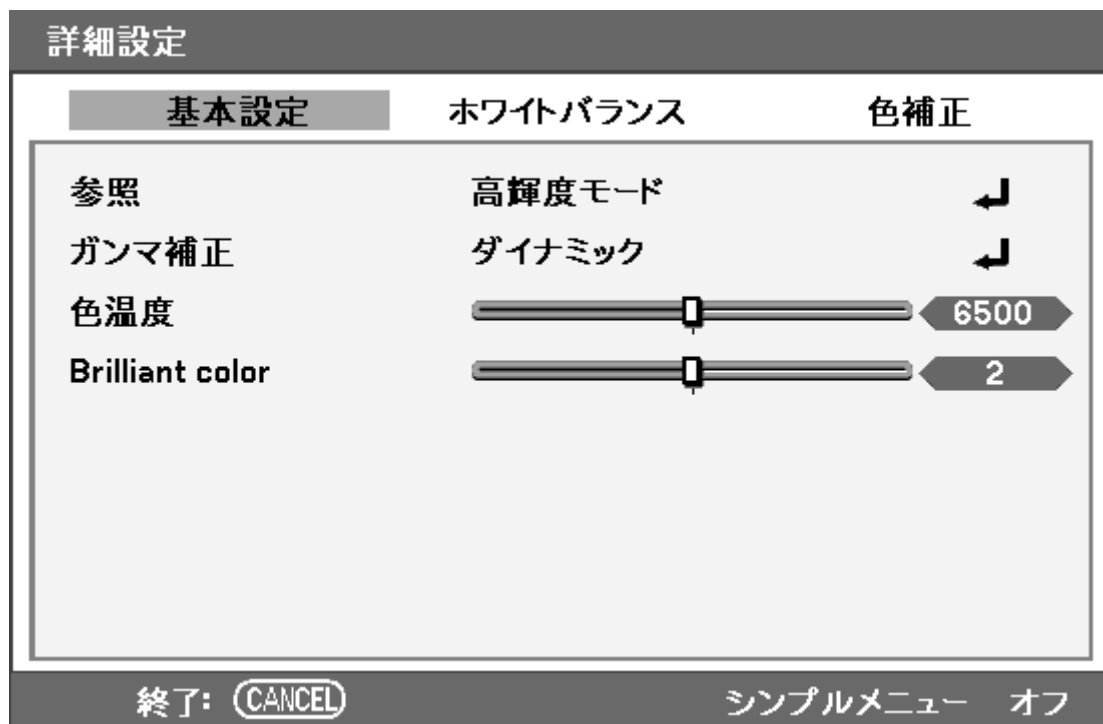 詳細設定
基本設定 ホワイトバランス 色補正
参照 高輝度モード
ガンマ補正 ダイナミック
色温度 6500
Brilliant color 2
終了: CANCEL シンプルメニュー オフ